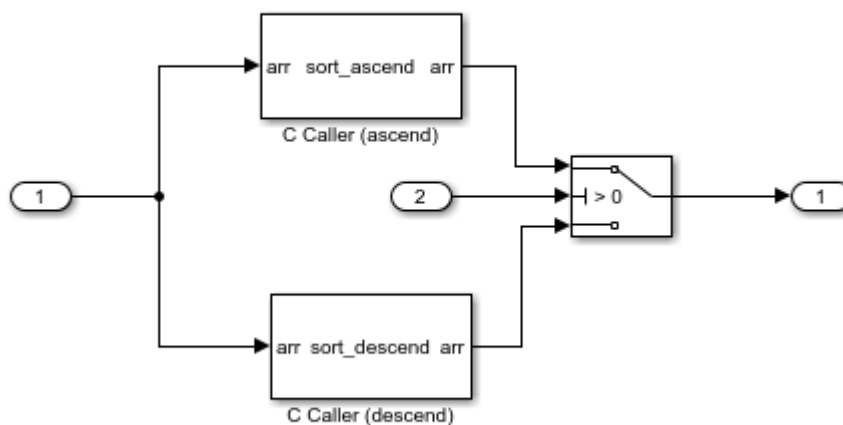 arr sort_ascend arr
C Caller (ascend)
1
2
> 0
1
arr sort_descend arr
C Caller (descend)